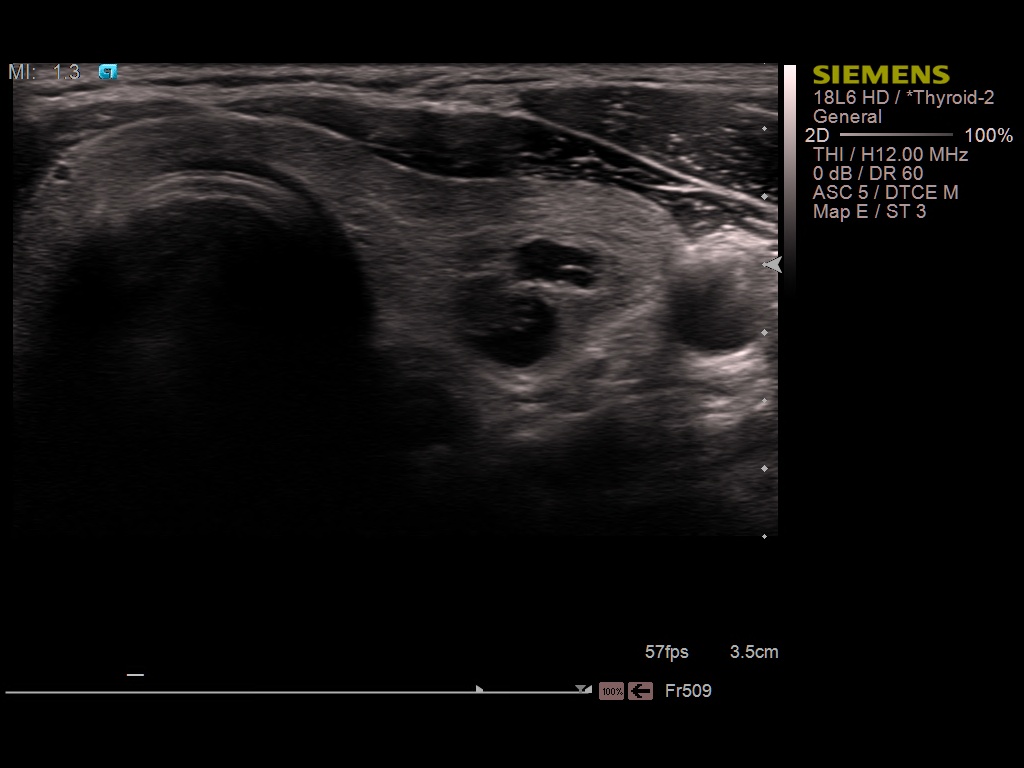 MI: 1.3
SIEMENS
18L6 HD / *Thyroid-2
General
2D 100%
THI / H12.00 MHz
0 dB / DR 60
ASC 5 / DTCE M
Map E / ST 3
57fps 3.5cm
100% Fr509